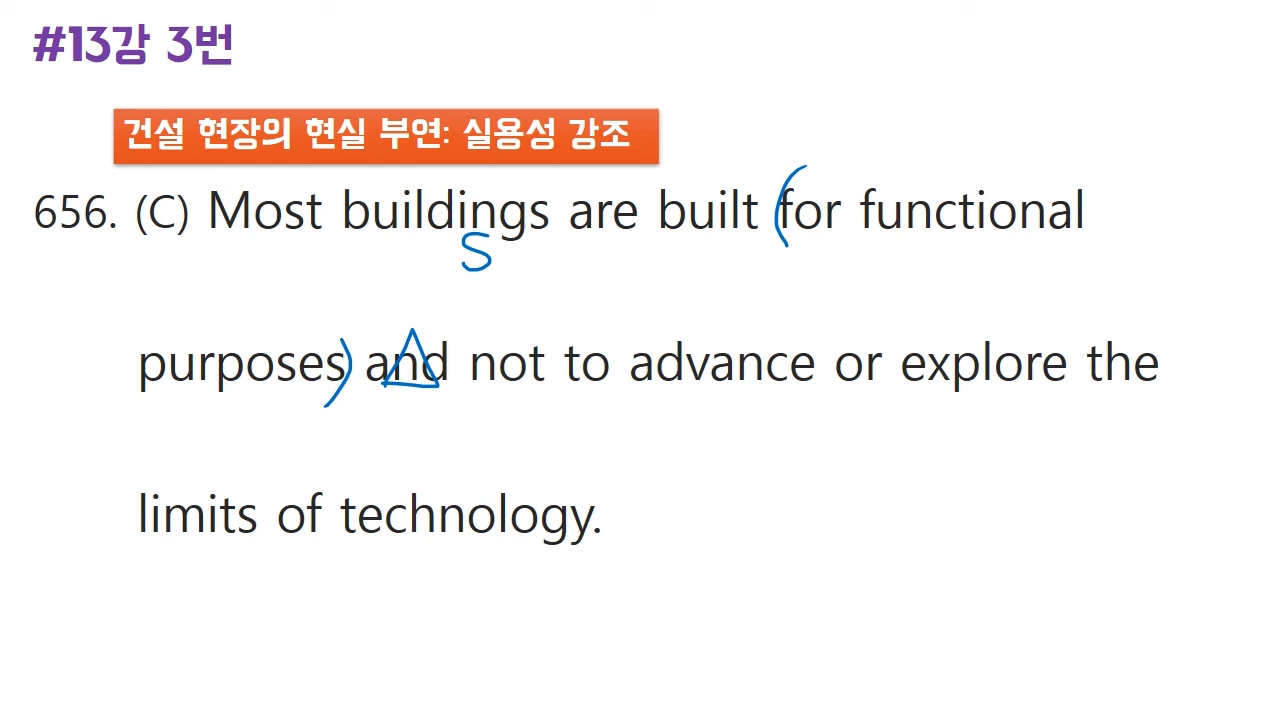 #13강 3번
건설 현장의 현실 부연: 실용성 강조
656. (C) Most buildings are built for functional
S
purposes and not to advance or explore the
limits of technology.